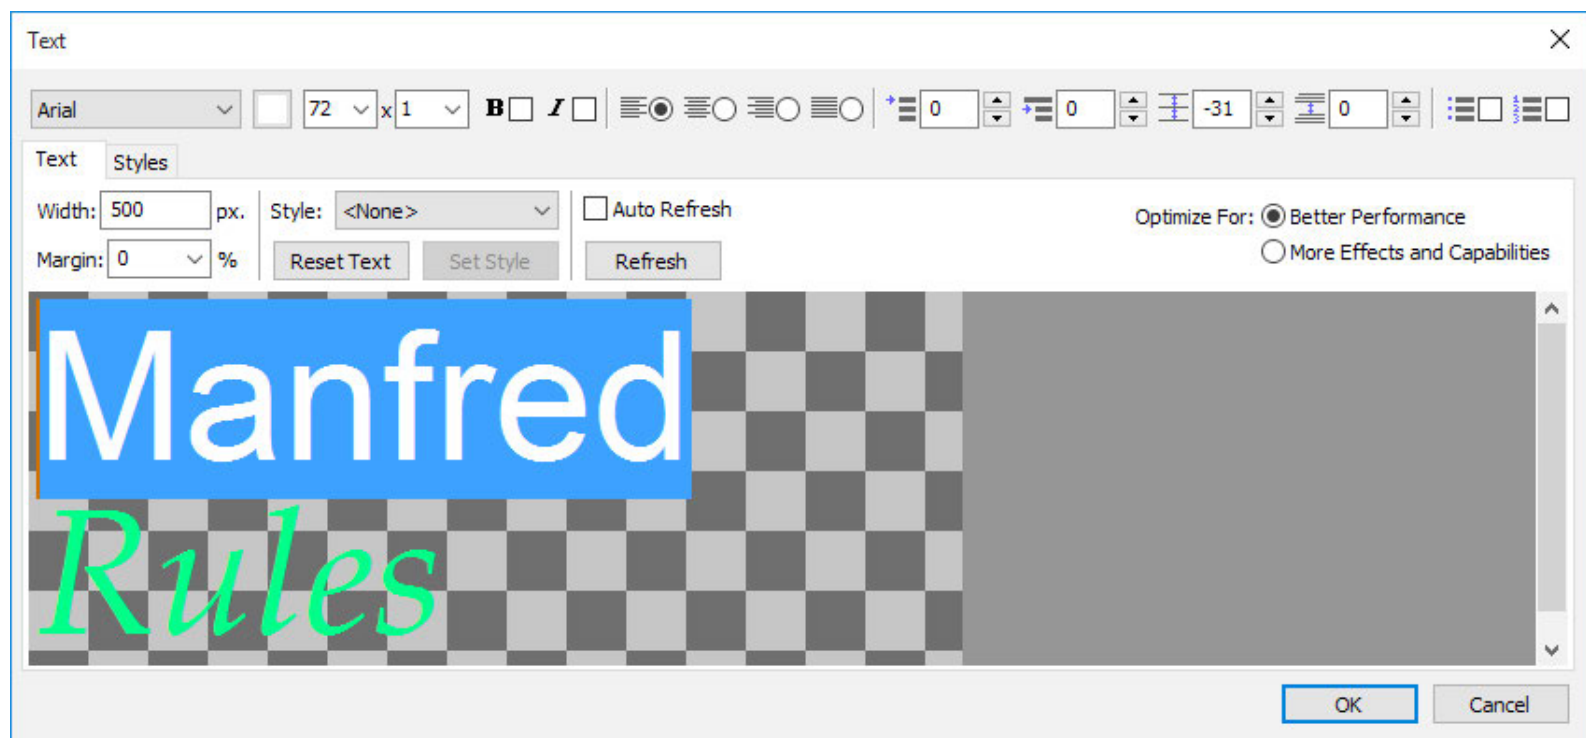 Text
Arial 72 x 1 B I 0 0 -31 0
Text Styles
Width: 500 px. Style: <None> Auto Refresh Optimize For: Better Performance
Margin: 0 % Reset Text Set Style Refresh More Effects and Capabilities
Manfred
Rules
OK Cancel